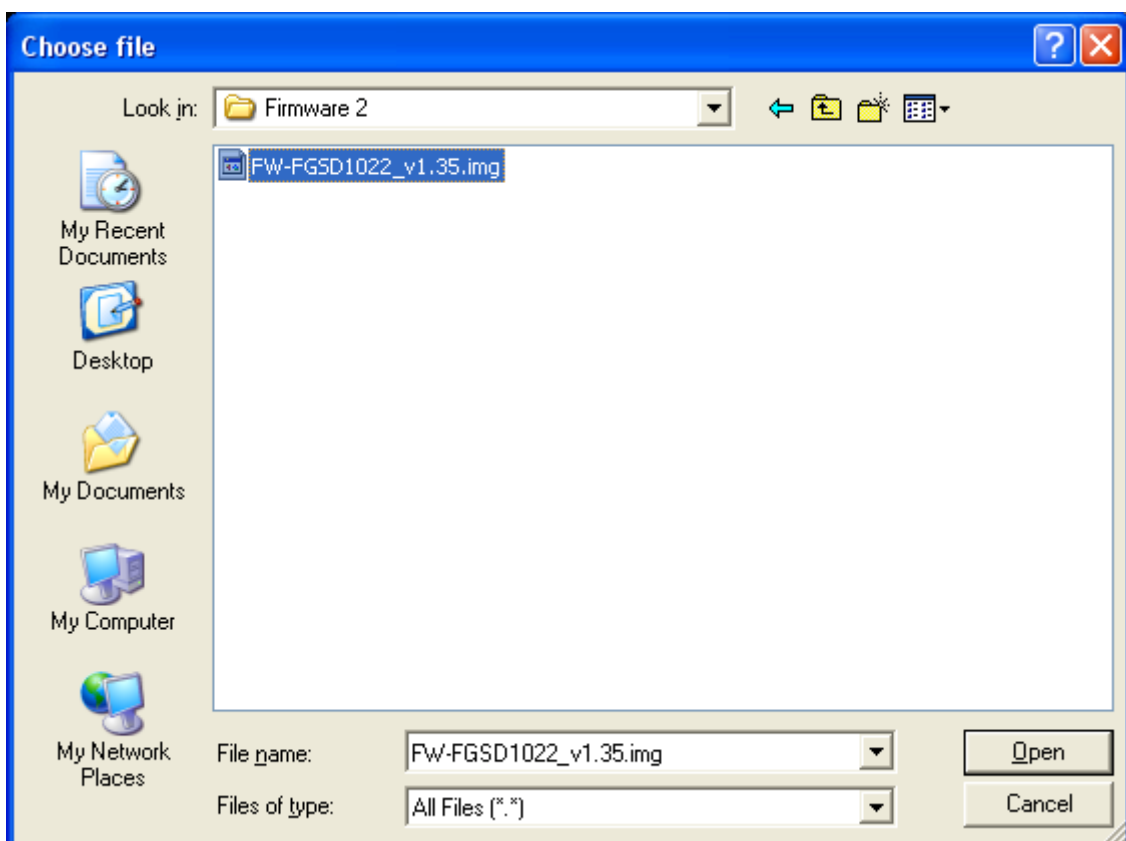 Choose file
Look in: Firmware 2
FW-FGSD1022_v1.35.img
My Recent
Documents
Desktop
My Documents
My Computer
My Network
Places
File name: FW-FGSD1022_v1.35.img Open
Files of type: All Files (*.*) Cancel